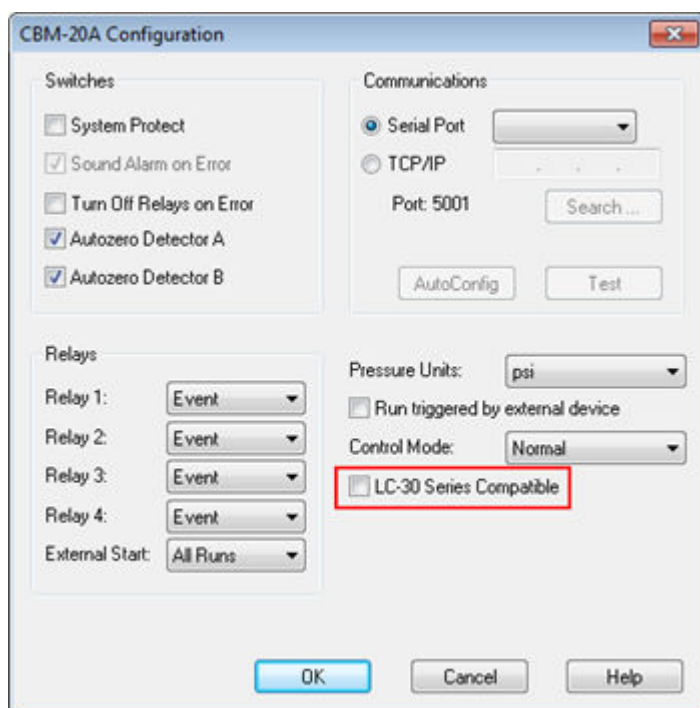 CBM-20A Configuration
Switches
System Protect
Sound Alarm on Error
Turn Off Relays on Error
Autozero Detector A
Autozero Detector B
Communications
Serial Port
TCP/IP
Port: 5001
Search ...
AutoConfig
Test
Relays
Relay 1: Event
Relay 2: Event
Relay 3: Event
Relay 4: Event
External Start: All Runs
Pressure Units: psi
Run triggered by external device
Control Mode: Normal
LC-30 Series Compatible
OK
Cancel
Help